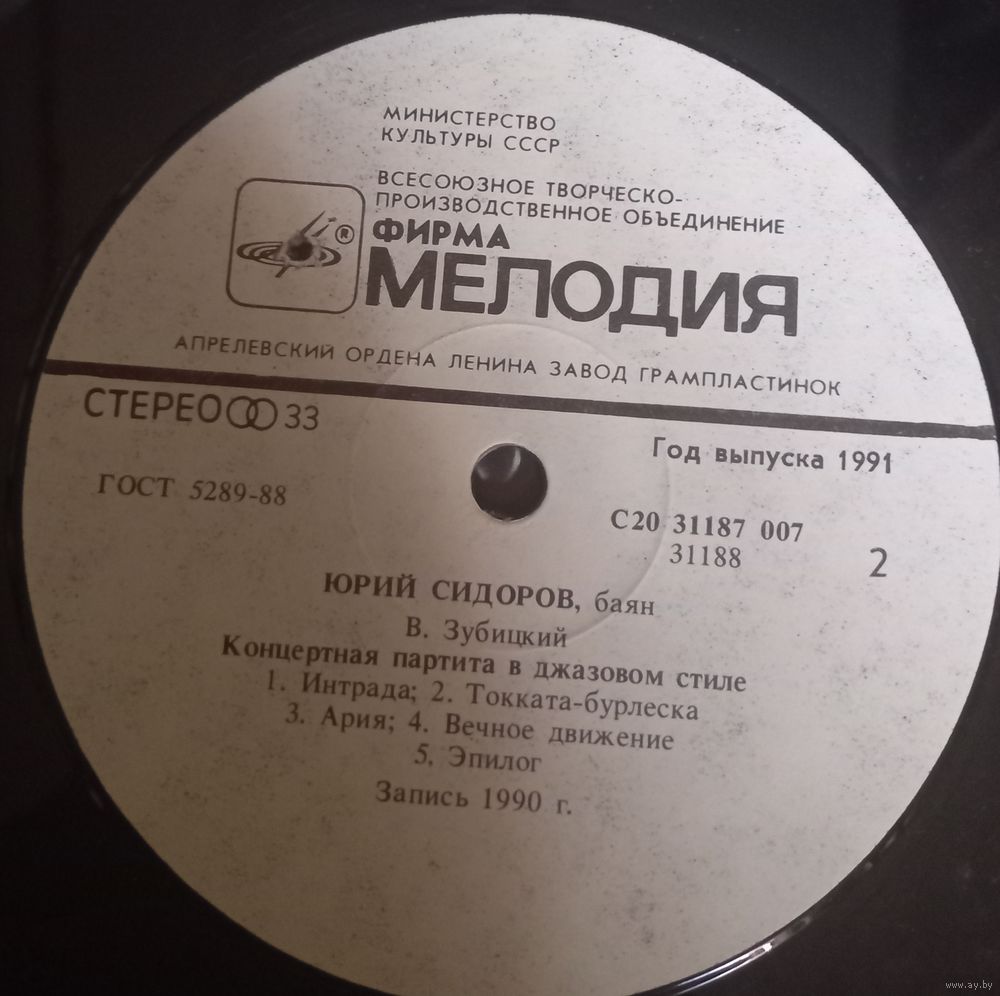 МИНИСТЕРСТВО
КУЛЬТУРЫ СССР
ВСЕСОЮЗНОЕ ТВОРЧЕСКО-
ПРОИЗВОДСТВЕННОЕ ОБЪЕДИНЕНИЕ
ФИРМА
®
МЕЛОДИЯ
АПРЕЛЕВСКИЙ ОРДЕНА ЛЕНИНА ЗАВОД ГРАМПЛАСТИНОК
СТЕРЕО 33
Год выпуска 1991
ГОСТ 5289-88
С20 31187 007
31188
2
ЮРИЙ СИДОРОВ, баян
В. Зубицкий
Концертная партита в джазовом стиле
1. Интрада; 2. Токката-бурлеска
3. Ария; 4. Вечное движение
5. Эпилог
Запись 1990 г.
www.ay.by